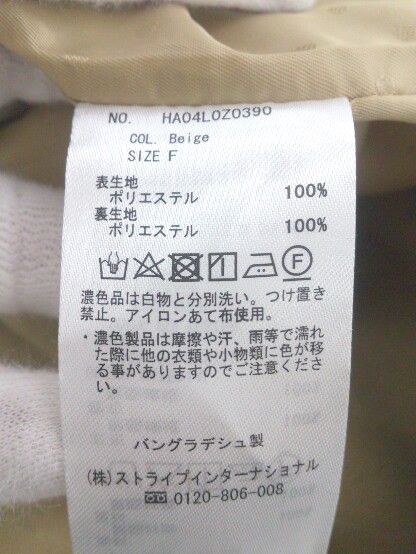 NO. HA04L0Z0390
COL. Beige
SIZE F
表生地
ポリエステル 100%
裏生地
ポリエステル 100%
F
濃色品は白物と分別洗い。つけ置き
禁止。アイロンあて布使用。
・濃色製品は摩擦や汗、雨等で濡れ
た際に他の衣類や小物類に色が移
る事がありますのでご注意くださ
い。
バングラデシュ製
(株)ストライプインターナショナル
0120-806-008